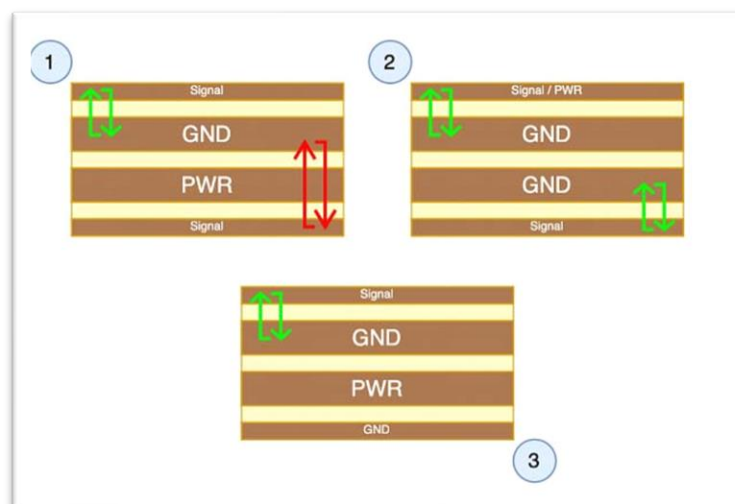 1
Signal
GND
PWR
Signal
2
Signal / PWR
GND
GND
Signal
Signal
GND
PWR
GND
3